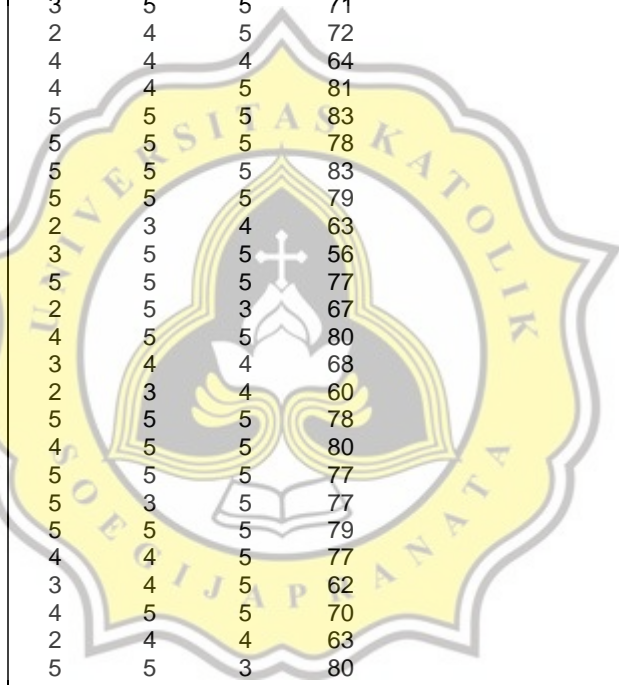 3 5 5 71
2 4 5 72
4 4 4 64
4 4 5 81
5 5 5 83
5 5 5 78
5 5 5 83
5 5 5 79
2 3 4 63
3 5 5 56
5 5 5 77
2 5 3 67
4 5 5 80
3 4 4 68
2 3 4 60
5 5 5 78
4 5 5 80
5 5 5 77
5 3 5 77
5 5 5 79
4 4 5 77
3 4 5 62
4 5 5 70
2 4 4 63
5 5 3 80
UNIVERSITAS KATOLIK
SOEGIJAPRANATA